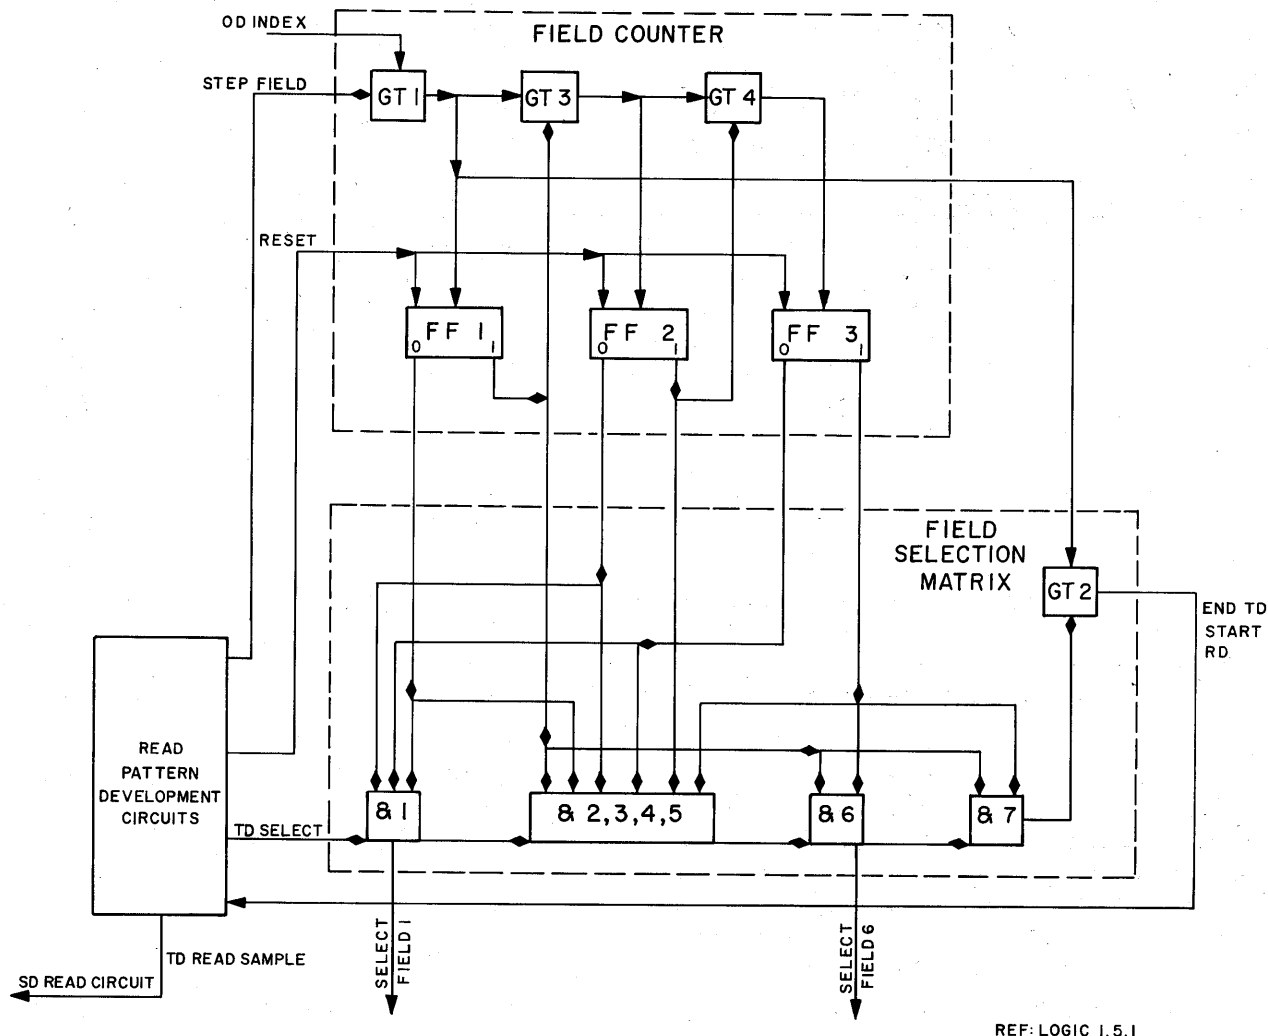 OD INDEX
FIELD COUNTER
STEP FIELD
GT 1
GT 3
GT 4
RESET
FF 1
0 1
FF 2
0 1
FF 3
0 1
FIELD
SELECTION
MATRIX
GT 2
END TD
START
RD
READ
PATTERN
DEVELOPMENT
CIRCUITS
& 1
& 2,3,4,5
& 6
& 7
TD SELECT
SELECT
FIELD 1
SELECT
FIELD 6
TD READ SAMPLE
SD READ CIRCUIT
REF: LOGIC 1.5.1